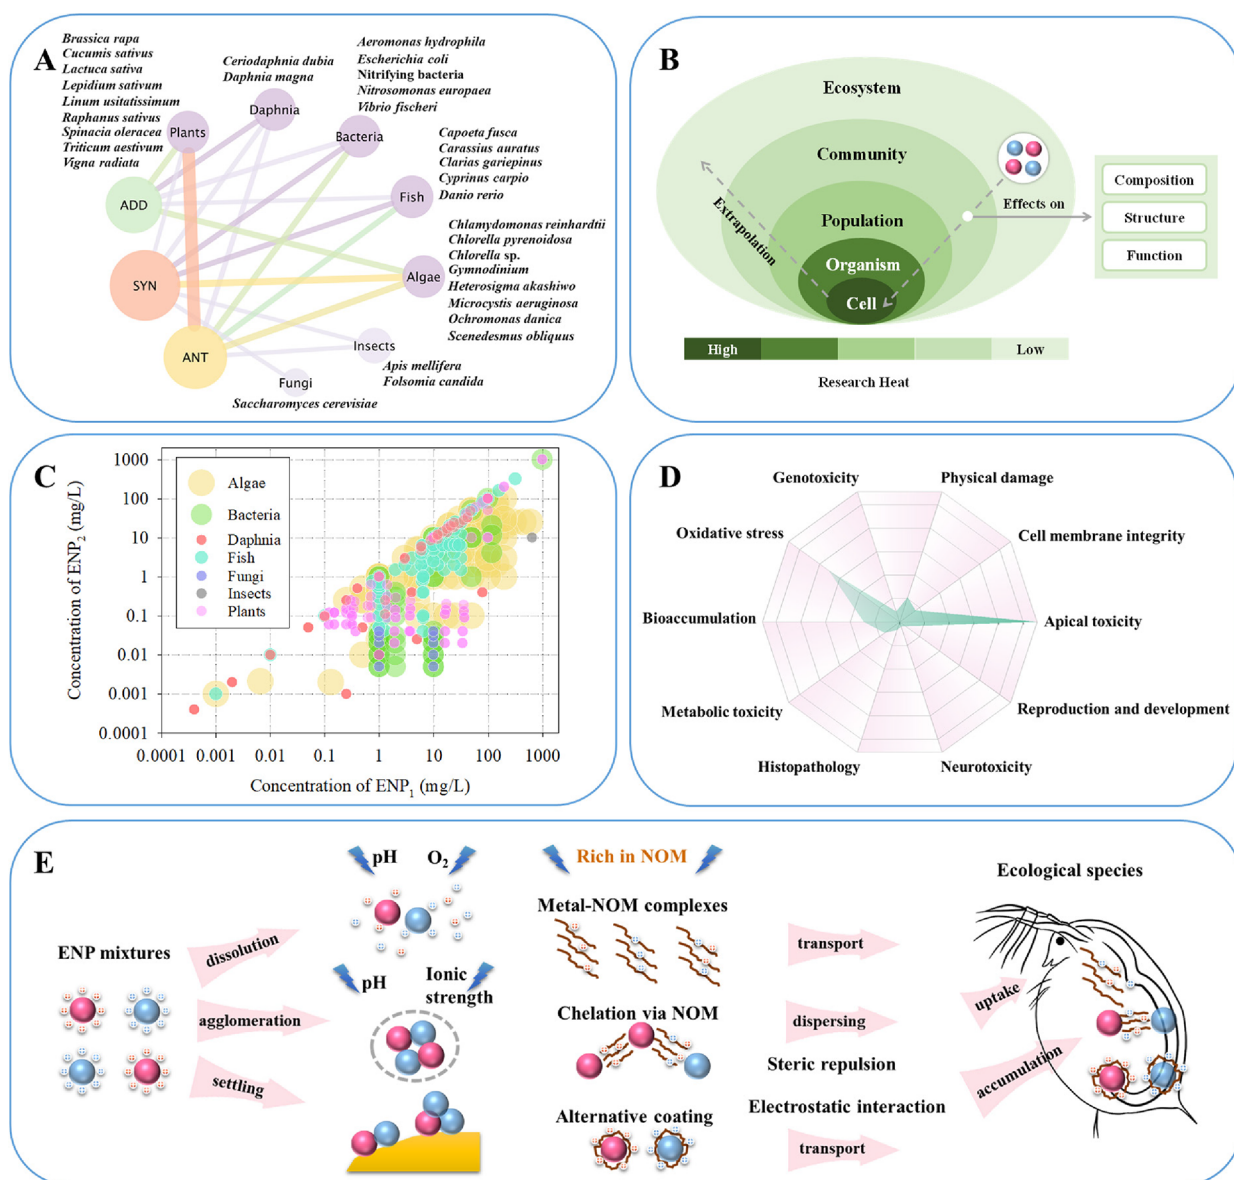 A
Brassica rapa
Cucumis sativus
Lactuca sativa
Lepidium sativum
Linum usitatissimum
Raphanus sativus
Spinacia oleracea
Triticum aestivum
Vigna radiata
Ceriodaphnia dubia
Daphnia magna
Aeromonas hydrophila
Escherichia coli
Nitrifying bacteria
Nitrosomonas europaea
Vibrio fischeri
Capoeta fusca
Carassius auratus
Clarias gariepinus
Cyprinus carpio
Danio rerio
Chlamydomonas reinhardtii
Chlorella pyrenoidosa
Chlorella sp.
Gymnodinium
Heterosigma akashiwo
Microcystis aeruginosa
Ochromonas danica
Scenedesmus obliquus
Apis mellifera
Folsomia candida
Saccharomyces cerevisiae
Plants
Daphnia
Bacteria
Fish
Algae
Insects
Fungi
ADD
SYN
ANT
B
Ecosystem
Community
Population
Organism
Cell
Extrapolation
Effects on
Composition
Structure
Function
High
Low
Research Heat
C
Concentration of ENP2 (mg/L)
1000
100
10
1
0.1
0.01
0.001
0.0001
Algae
Bacteria
Daphnia
Fish
Fungi
Insects
Plants
0.0001 0.001 0.01 0.1 1 10 100 1000
Concentration of ENP1 (mg/L)
D
Genotoxicity
Physical damage
Oxidative stress
Cell membrane integrity
Bioaccumulation
Apical toxicity
Metabolic toxicity
Reproduction and development
Histopathology
Neurotoxicity
E
ENP mixtures
dissolution
agglomeration
settling
pH
O2
pH
Ionic
strength
Rich in NOM
Metal-NOM complexes
Chelation via NOM
Alternative coating
transport
dispersing
Steric repulsion
Electrostatic interaction
transport
Ecological species
uptake
accumulation